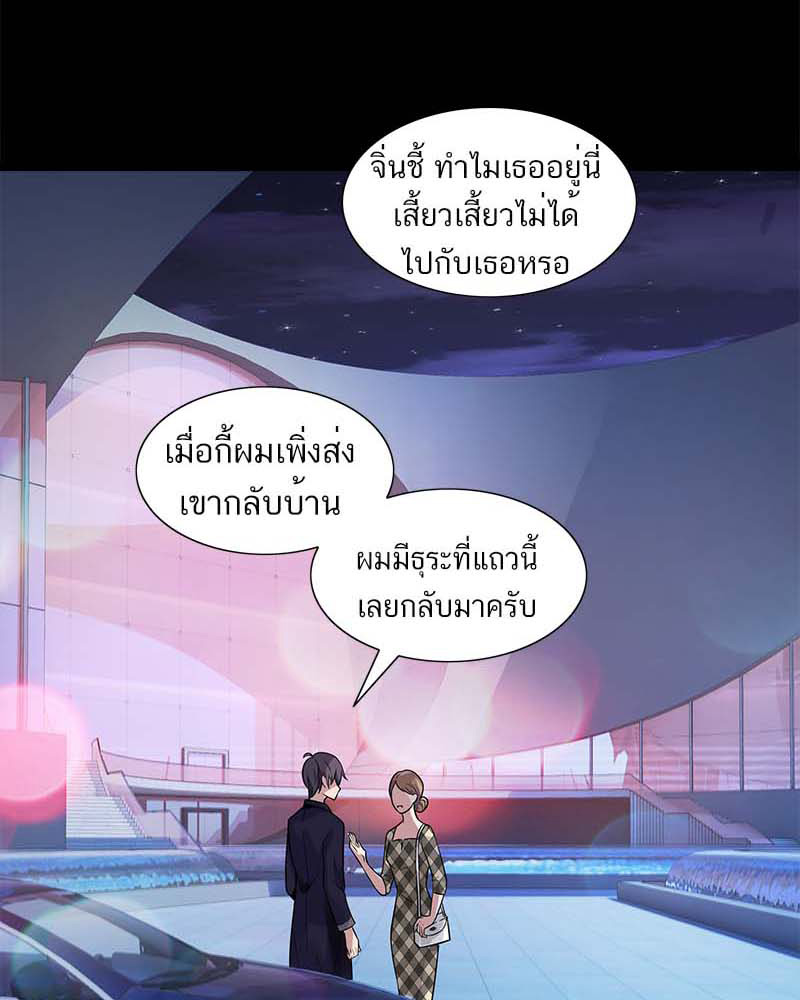 จิ่นชี้ ทำไมเธออยู่นี่
เสี้ยวเสี้ยวไม่ได้
ไปกับเธอหรอ
เมื่อกี้ผมเพิ่งส่ง
เขากลับบ้าน
ผมมีธุระที่แถวนี้
เลยกลับมาครับ